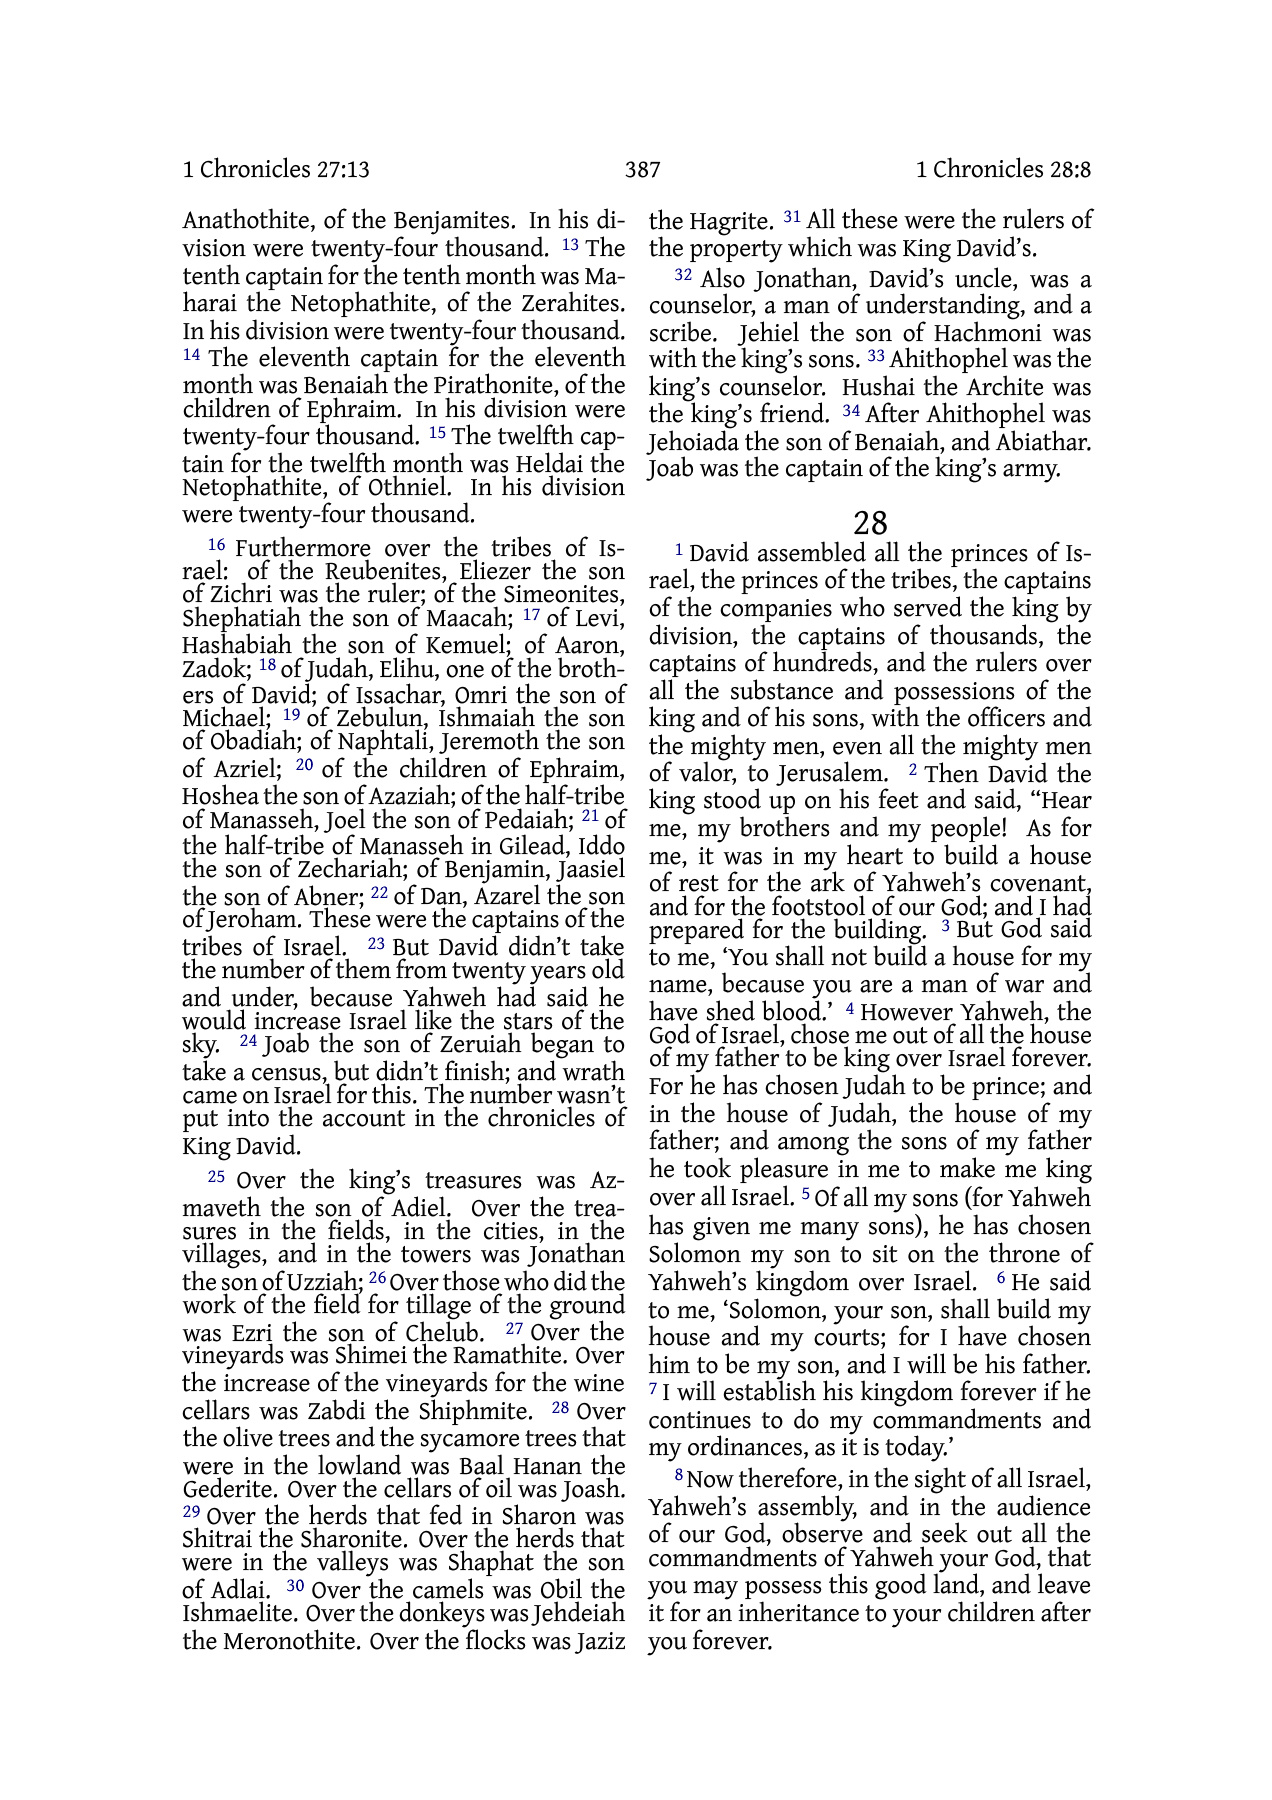 1 Chronicles 27:13
387
1 Chronicles 28:8
Anathothite, of the Benjamites. In his di-
vision were twenty-four thousand. 13 The
tenth captain for the tenth month was Ma-
harai the Netophathite, of the Zerahites.
In his division were twenty-four thousand.
14 The eleventh captain for the eleventh
month was Benaiah the Pirathonite, of the
children of Ephraim. In his division were
twenty-four thousand. 15 The twelfth cap-
tain for the twelfth month was Heldai the
Netophathite, of Othniel. In his division
were twenty-four thousand.
16 Furthermore over the tribes of Is-
rael: of the Reubenites, Eliezer the son
of Zichri was the ruler; of the Simeonites,
Shephatiah the son of Maacah; 17 of Levi,
Hashabiah the son of Kemuel; of Aaron,
Zadok; 18 of Judah, Elihu, one of the broth-
ers of David; of Issachar, Omri the son of
Michael; 19 of Zebulun, Ishmaiah the son
of Obadiah; of Naphtali, Jeremoth the son
of Azriel; 20 of the children of Ephraim,
Hoshea the son of Azaziah; of the half-tribe
of Manasseh, Joel the son of Pedaiah; 21 of
the half-tribe of Manasseh in Gilead, Iddo
the son of Zechariah; of Benjamin, Jaasiel
the son of Abner; 22 of Dan, Azarel the son
of Jeroham. These were the captains of the
tribes of Israel. 23 But David didn’t take
the number of them from twenty years old
and under, because Yahweh had said he
would increase Israel like the stars of the
sky. 24 Joab the son of Zeruiah began to
take a census, but didn’t finish; and wrath
came on Israel for this. The number wasn’t
put into the account in the chronicles of
King David.
25 Over the king’s treasures was Az-
maveth the son of Adiel. Over the trea-
sures in the fields, in the cities, in the
villages, and in the towers was Jonathan
the son of Uzziah; 26 Over those who did the
work of the field for tillage of the ground
was Ezri the son of Chelub. 27 Over the
vineyards was Shimei the Ramathite. Over
the increase of the vineyards for the wine
cellars was Zabdi the Shiphmite. 28 Over
the olive trees and the sycamore trees that
were in the lowland was Baal Hanan the
Gederite. Over the cellars of oil was Joash.
29 Over the herds that fed in Sharon was
Shitrai the Sharonite. Over the herds that
were in the valleys was Shaphat the son
of Adlai. 30 Over the camels was Obil the
Ishmaelite. Over the donkeys was Jehdeiah
the Meronothite. Over the flocks was Jaziz
the Hagrite. 31 All these were the rulers of
the property which was King David’s.
32 Also Jonathan, David’s uncle, was a
counselor, a man of understanding, and a
scribe. Jehiel the son of Hachmoni was
with the king’s sons. 33 Ahithophel was the
king’s counselor. Hushai the Archite was
the king’s friend. 34 After Ahithophel was
Jehoiada the son of Benaiah, and Abiathar.
Joab was the captain of the king’s army.
28
1 David assembled all the princes of Is-
rael, the princes of the tribes, the captains
of the companies who served the king by
division, the captains of thousands, the
captains of hundreds, and the rulers over
all the substance and possessions of the
king and of his sons, with the officers and
the mighty men, even all the mighty men
of valor, to Jerusalem. 2 Then David the
king stood up on his feet and said, “Hear
me, my brothers and my people! As for
me, it was in my heart to build a house
of rest for the ark of Yahweh’s covenant,
and for the footstool of our God; and I had
prepared for the building. 3 But God said
to me, ‘You shall not build a house for my
name, because you are a man of war and
have shed blood.’ 4 However Yahweh, the
God of Israel, chose me out of all the house
of my father to be king over Israel forever.
For he has chosen Judah to be prince; and
in the house of Judah, the house of my
father; and among the sons of my father
he took pleasure in me to make me king
over all Israel. 5 Of all my sons (for Yahweh
has given me many sons), he has chosen
Solomon my son to sit on the throne of
Yahweh’s kingdom over Israel. 6 He said
to me, ‘Solomon, your son, shall build my
house and my courts; for I have chosen
him to be my son, and I will be his father.
7 I will establish his kingdom forever if he
continues to do my commandments and
my ordinances, as it is today.’
8 Now therefore, in the sight of all Israel,
Yahweh’s assembly, and in the audience
of our God, observe and seek out all the
commandments of Yahweh your God, that
you may possess this good land, and leave
it for an inheritance to your children after
you forever.